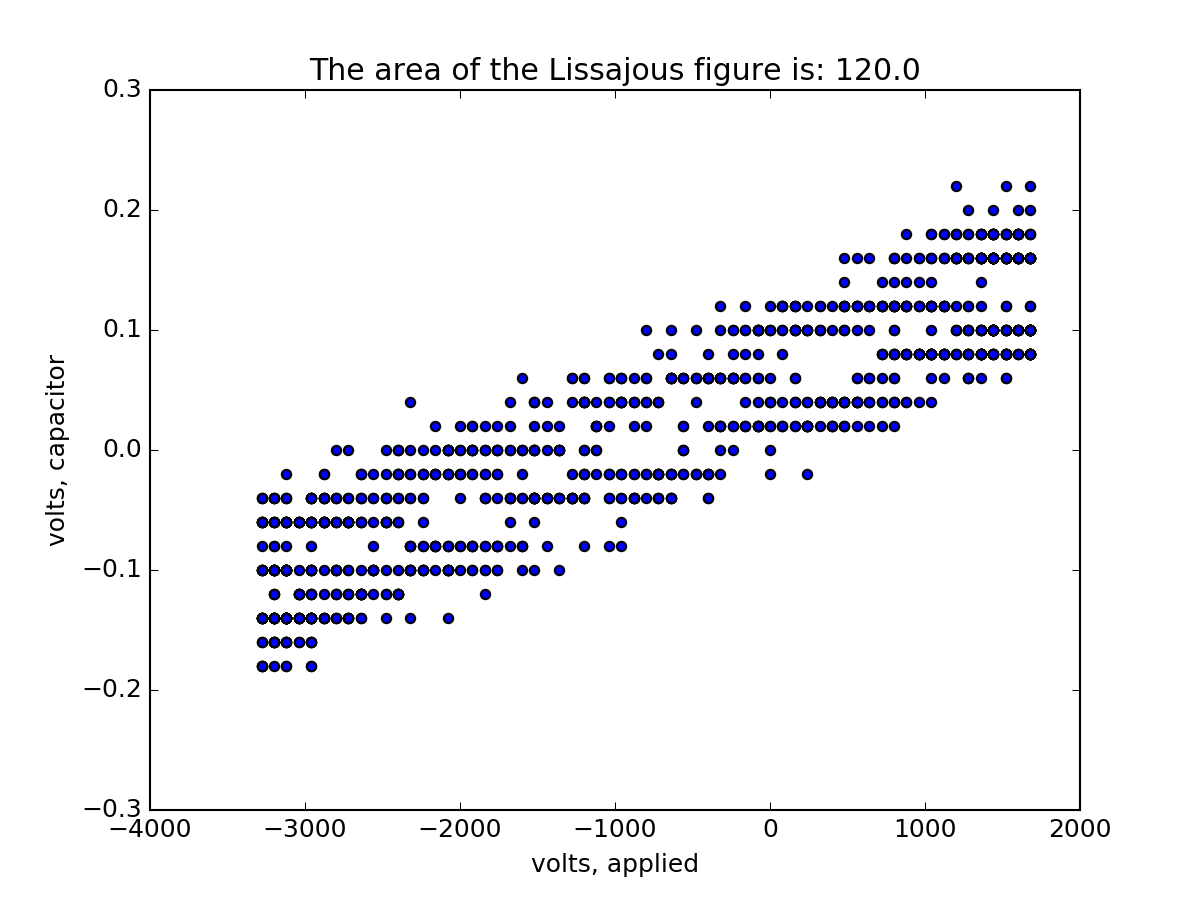 The area of the Lissajous figure is: 120.0
0.3
0.2
0.1
0.0
−0.1
−0.2
−0.3
volts, capacitor
−4000 −3000 −2000 −1000 0 1000 2000
volts, applied